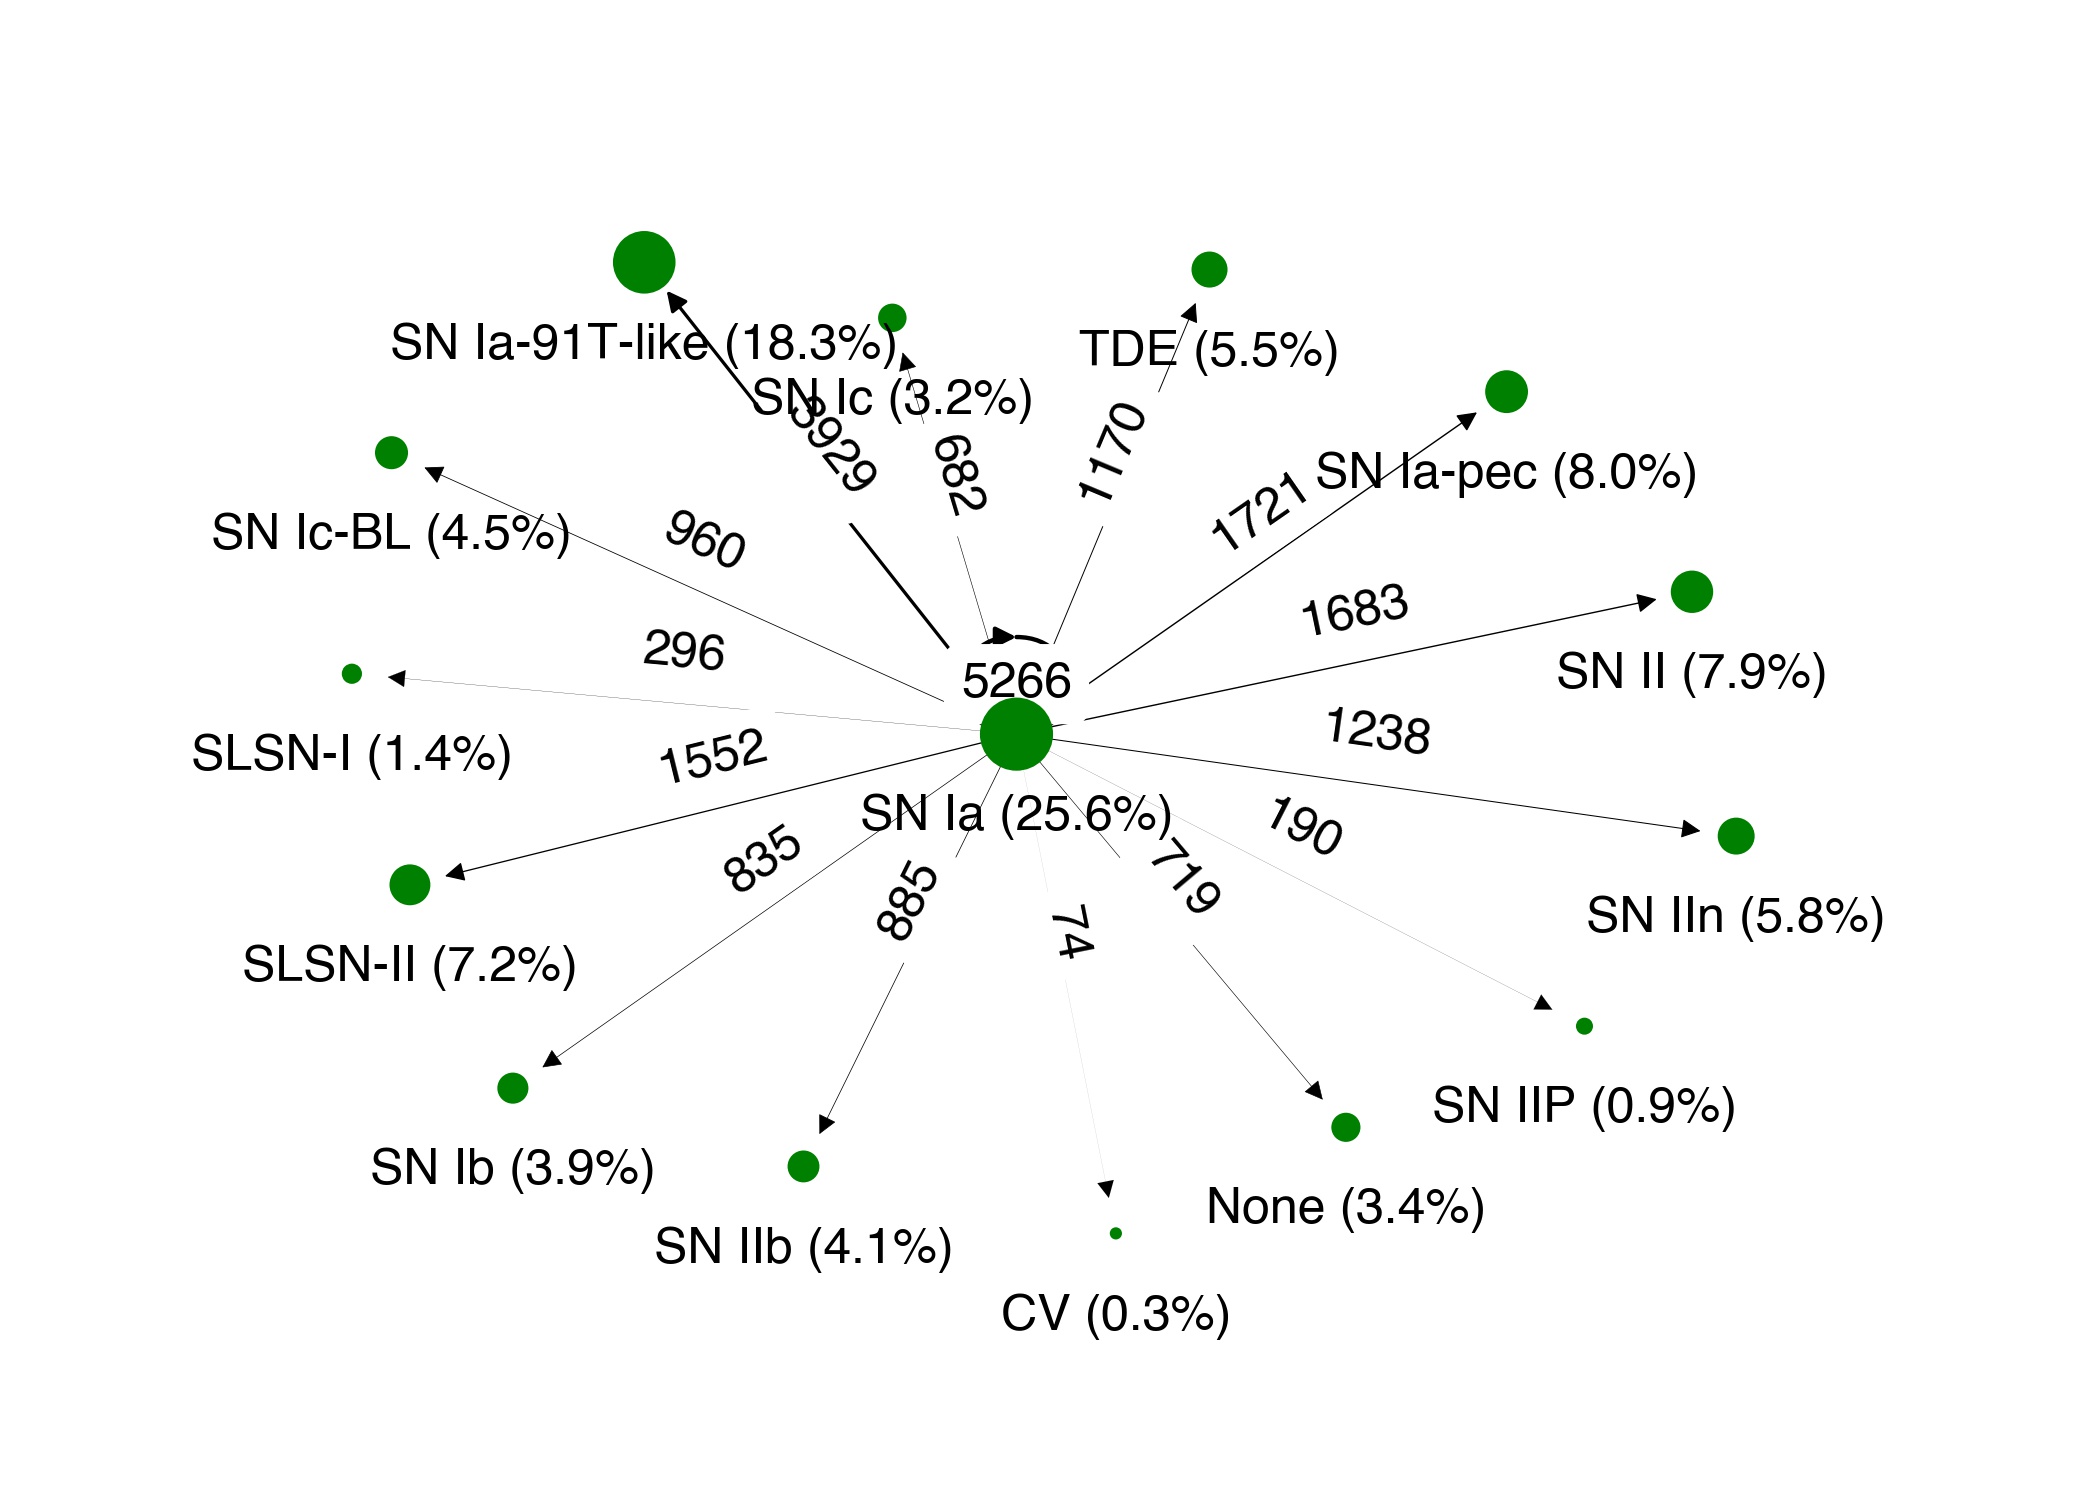 SN Ia-91T-like (18.3%)
TDE (5.5%)
SN Ic (3.2%)
3929
682
1170
SN Ia-pec (8.0%)
1721
SN Ic-BL (4.5%)
960
1683
296
5266
SN II (7.9%)
SLSN-I (1.4%)
1552
1238
SN Ia (25.6%)
190
835
885
719
74
SN IIn (5.8%)
SLSN-II (7.2%)
SN IIP (0.9%)
SN Ib (3.9%)
None (3.4%)
SN IIb (4.1%)
CV (0.3%)